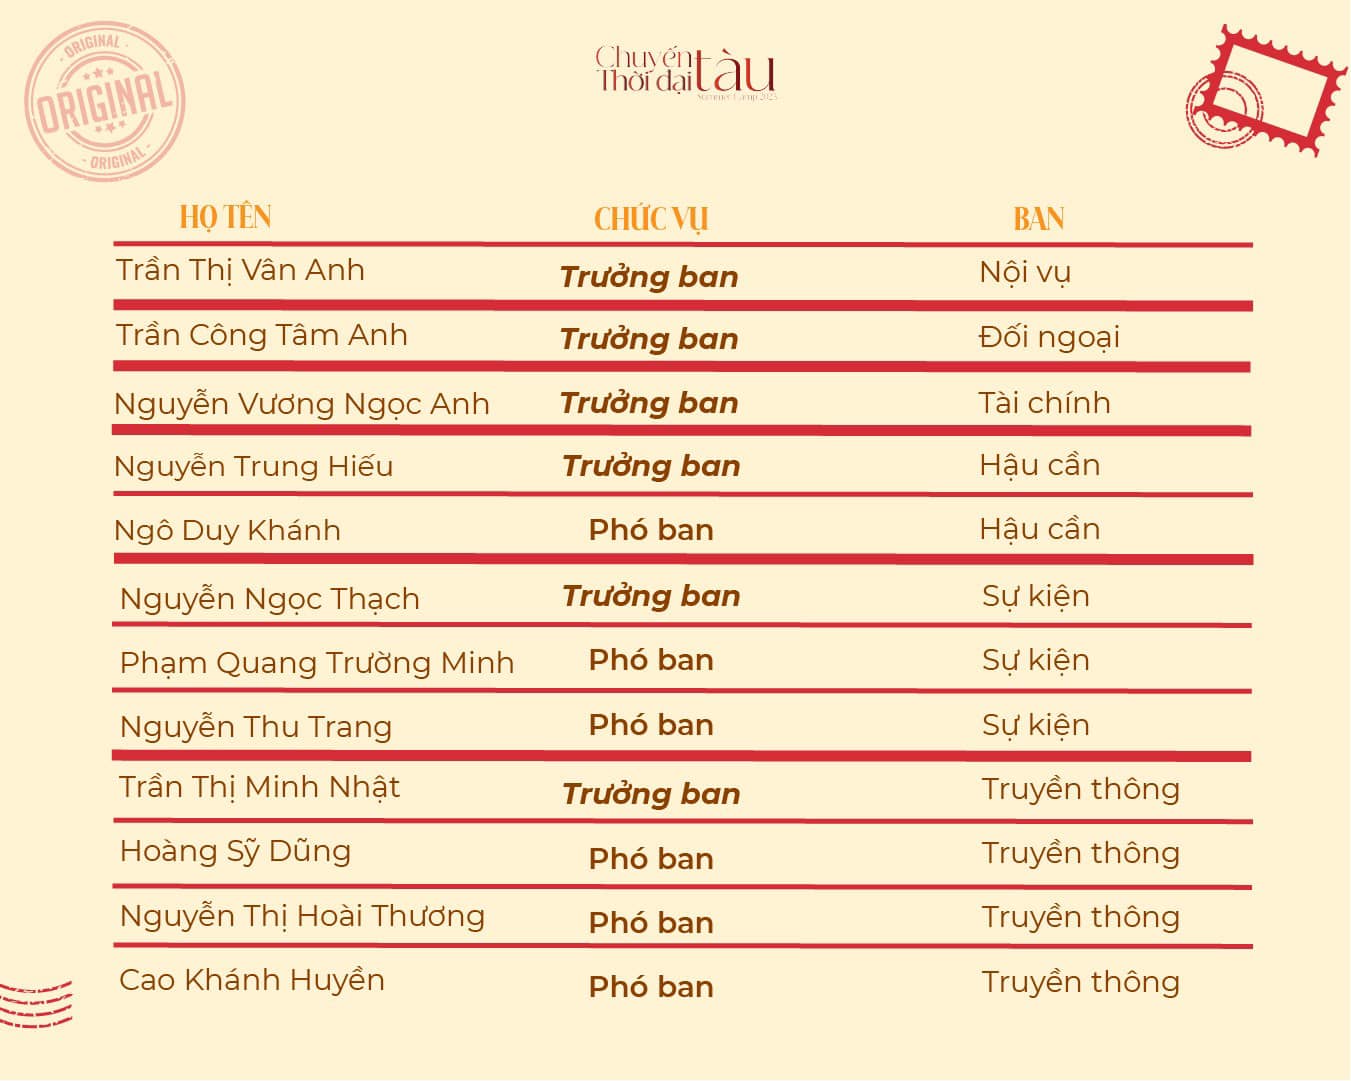 ORIGINAL
ORIGINAL
ORIGINAL
Chuyến tàu
Thời đại
Summer Camp 2023
HỌ TÊN CHỨC VỤ BAN
Trần Thị Vân Anh Trưởng ban Nội vụ
Trần Công Tâm Anh Trưởng ban Đối ngoại
Nguyễn Vương Ngọc Anh Trưởng ban Tài chính
Nguyễn Trung Hiếu Trưởng ban Hậu cần
Ngô Duy Khánh Phó ban Hậu cần
Nguyễn Ngọc Thạch Trưởng ban Sự kiện
Phạm Quang Trường Minh Phó ban Sự kiện
Nguyễn Thu Trang Phó ban Sự kiện
Trần Thị Minh Nhật Trưởng ban Truyền thông
Hoàng Sỹ Dũng Phó ban Truyền thông
Nguyễn Thị Hoài Thương Phó ban Truyền thông
Cao Khánh Huyền Phó ban Truyền thông